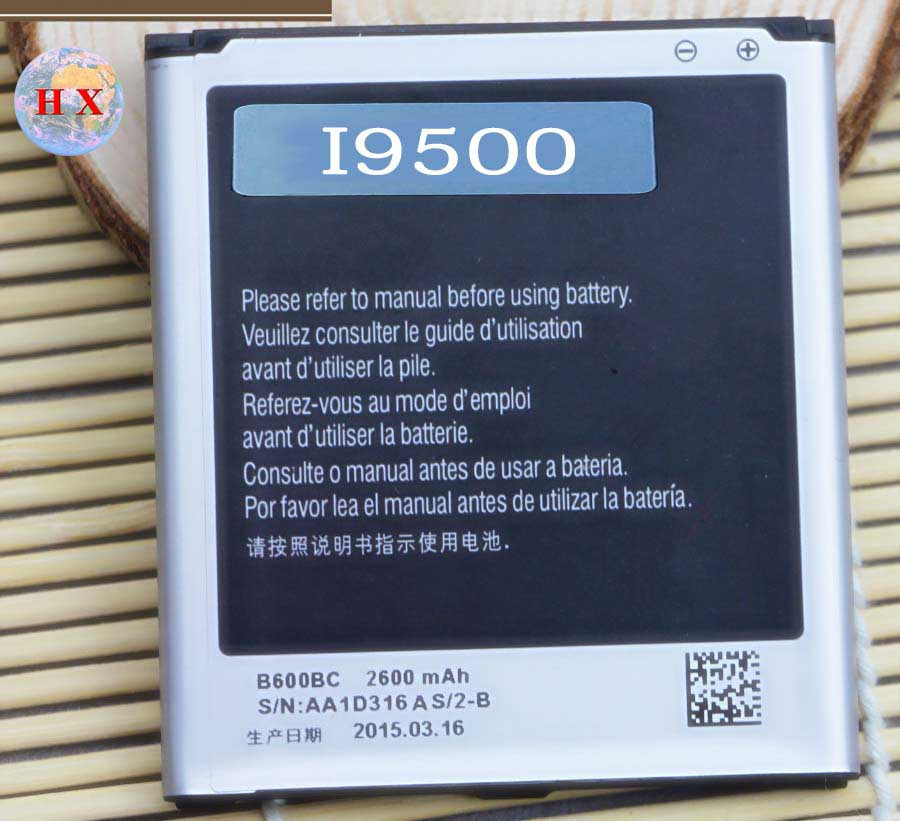 H X
I9500
Please refer to manual before using battery.
Veuillez consulter le guide d'utilisation
avant d'utiliser la pile.
Referez-vous au mode d'emploi
avant d'utiliser la batterie.
Consulte o manual antes de usar a bateria.
Por favor lea el manual antes de utilizar la batería.
请按照说明书指示使用电池.
B600BC 2600 mAh
S/N:AA1D316 A S/2-B
生产日期 2015.03.16